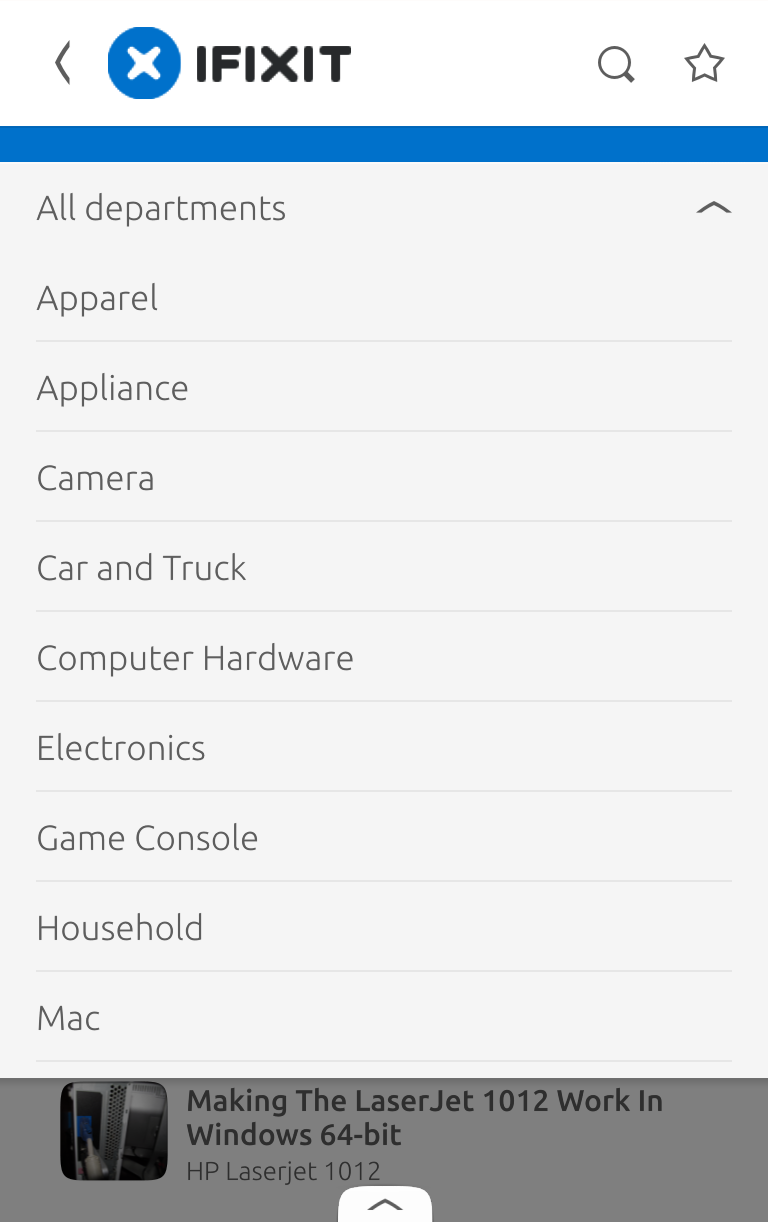 IFIXIT
All departments
Apparel
Appliance
Camera
Car and Truck
Computer Hardware
Electronics
Game Console
Household
Mac
Making The LaserJet 1012 Work In
Windows 64-bit
HP Laserjet 1012